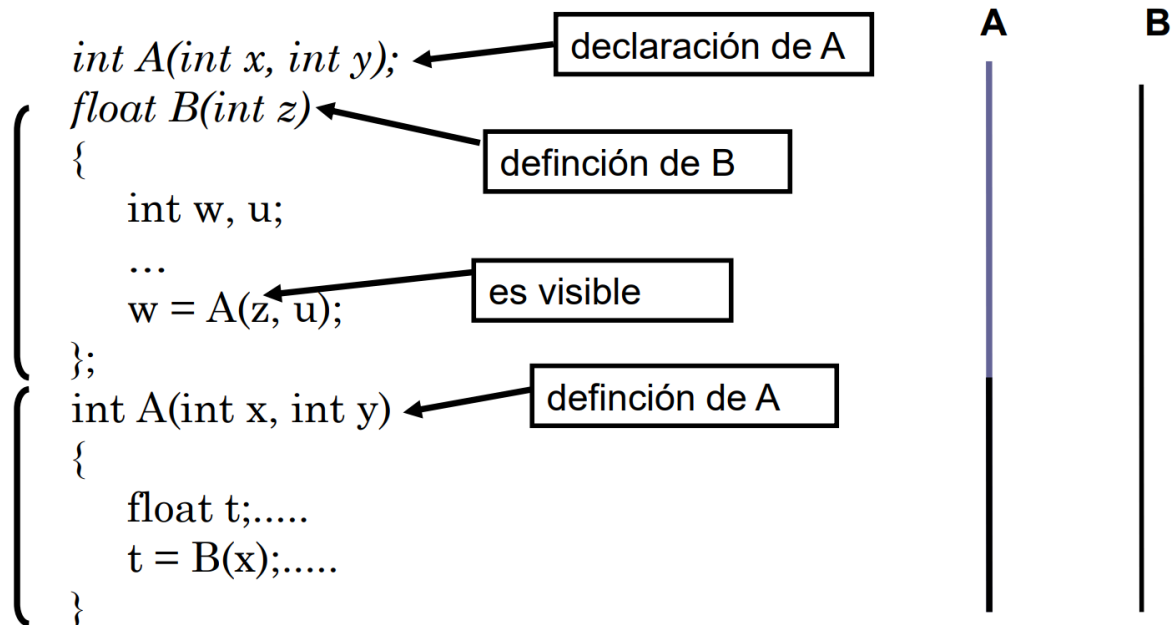 A B
int A(int x, int y);
declaración de A
float B(int z)
{
definción de B
int w, u;
...
w = A(z, u);
es visible
};
int A(int x, int y)
definción de A
{
float t;.....
t = B(x);.....
}